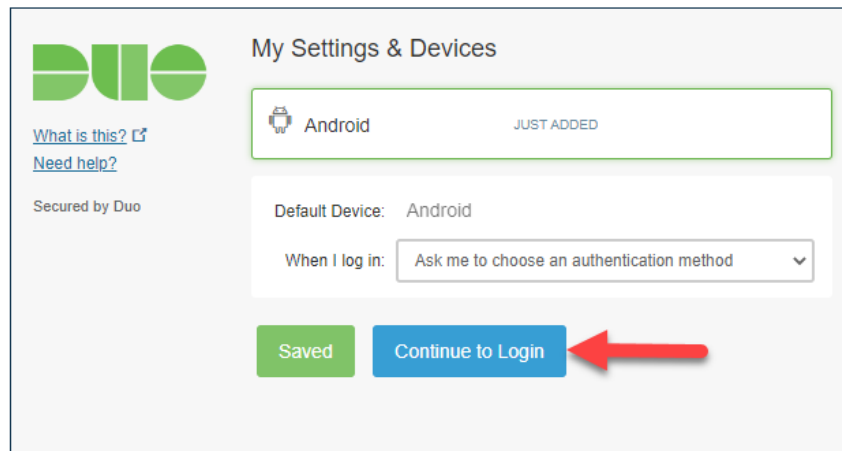 DUO
What is this?
Need help?
Secured by Duo
My Settings & Devices
Android JUST ADDED
Default Device: Android
When I log in: Ask me to choose an authentication method
Saved Continue to Login